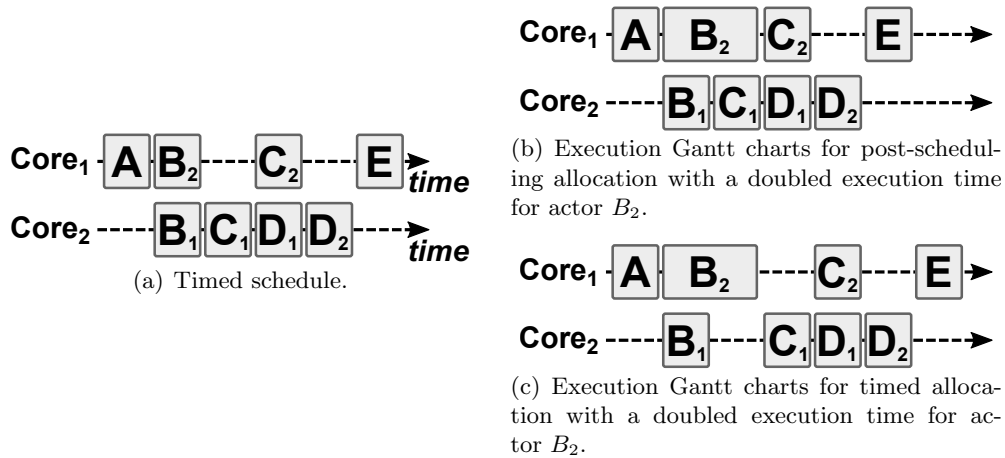 Core₁ A B₂ C₂ E
time
Core₂ B₁ C₁ D₁ D₂
time
(a) Timed schedule.
Core₁ A B₂ C₂ E
Core₂ B₁ C₁ D₁ D₂
(b) Execution Gantt charts for post-schedul-
ing allocation with a doubled execution time
for actor B₂.
Core₁ A B₂ C₂ E
Core₂ B₁ C₁ D₁ D₂
(c) Execution Gantt charts for timed alloca-
tion with a doubled execution time for ac-
tor B₂.